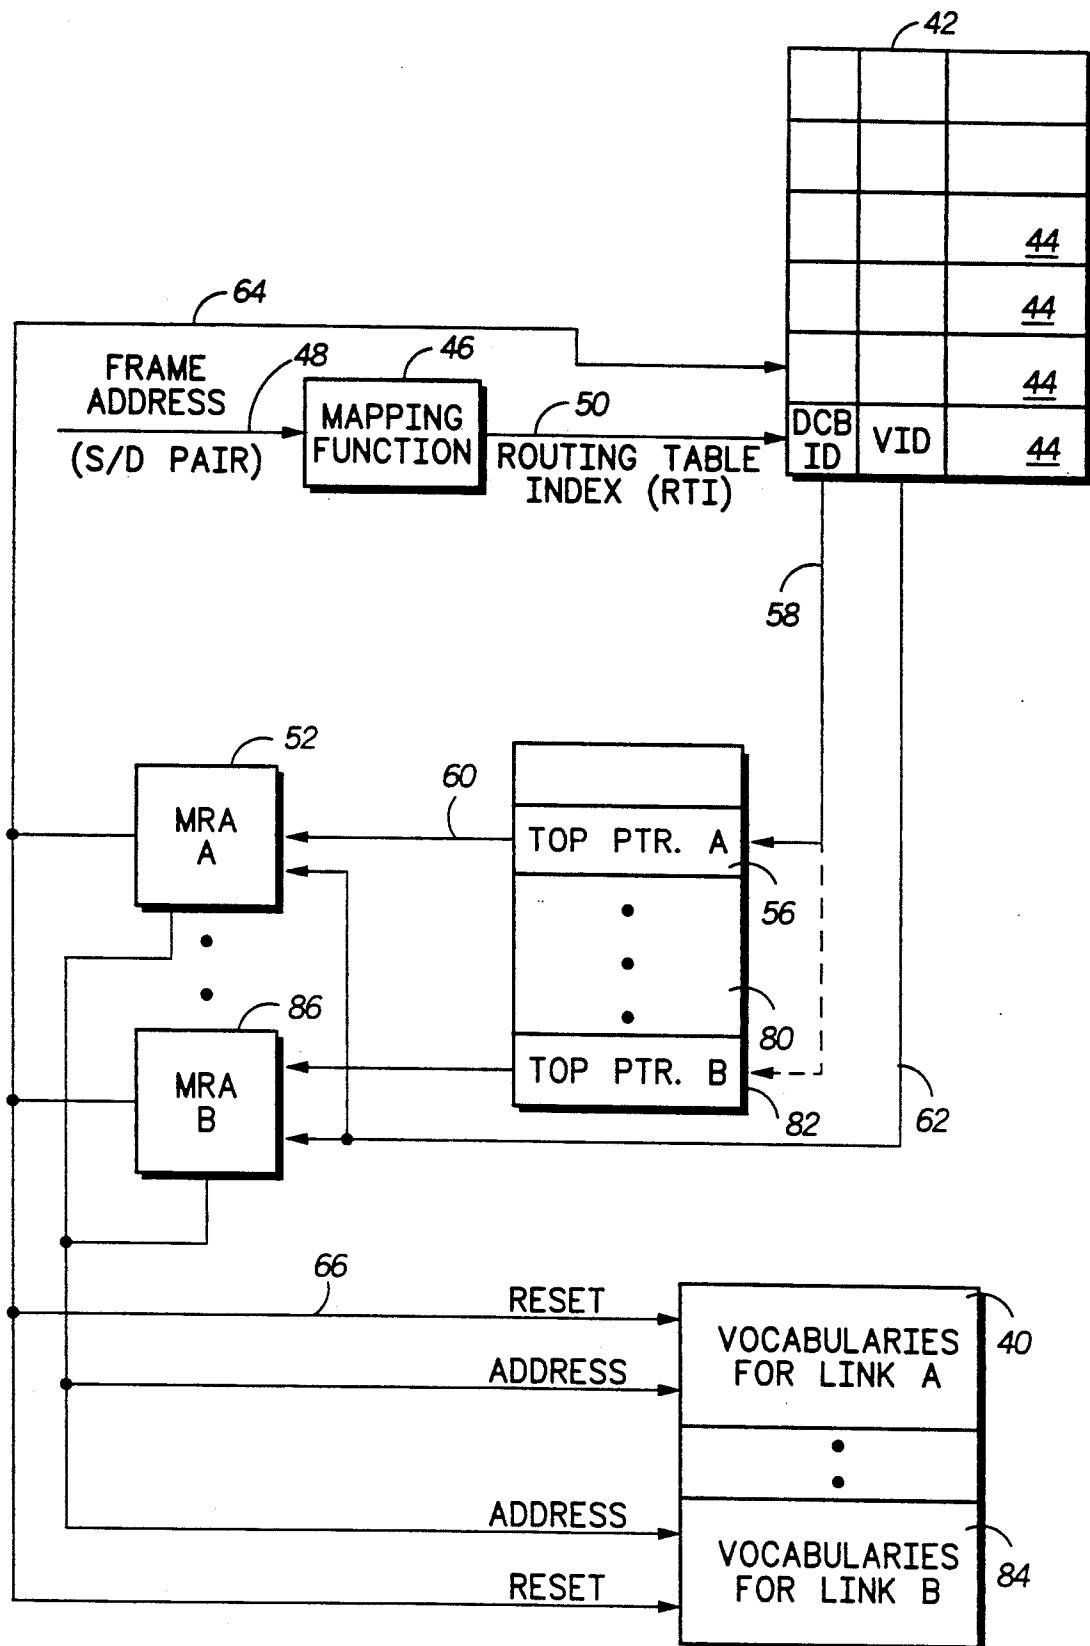 42
44
64
44
FRAME
ADDRESS
48
46
44
(S/D PAIR)
MAPPING
FUNCTION
50
ROUTING TABLE
INDEX (RTI)
DCB
ID
VID
44
58
52
MRA
A
60
TOP PTR. A
56
86
MRA
B
80
TOP PTR. B
82
62
66
RESET
ADDRESS
VOCABULARIES
FOR LINK A
40
ADDRESS
RESET
VOCABULARIES
FOR LINK B
84